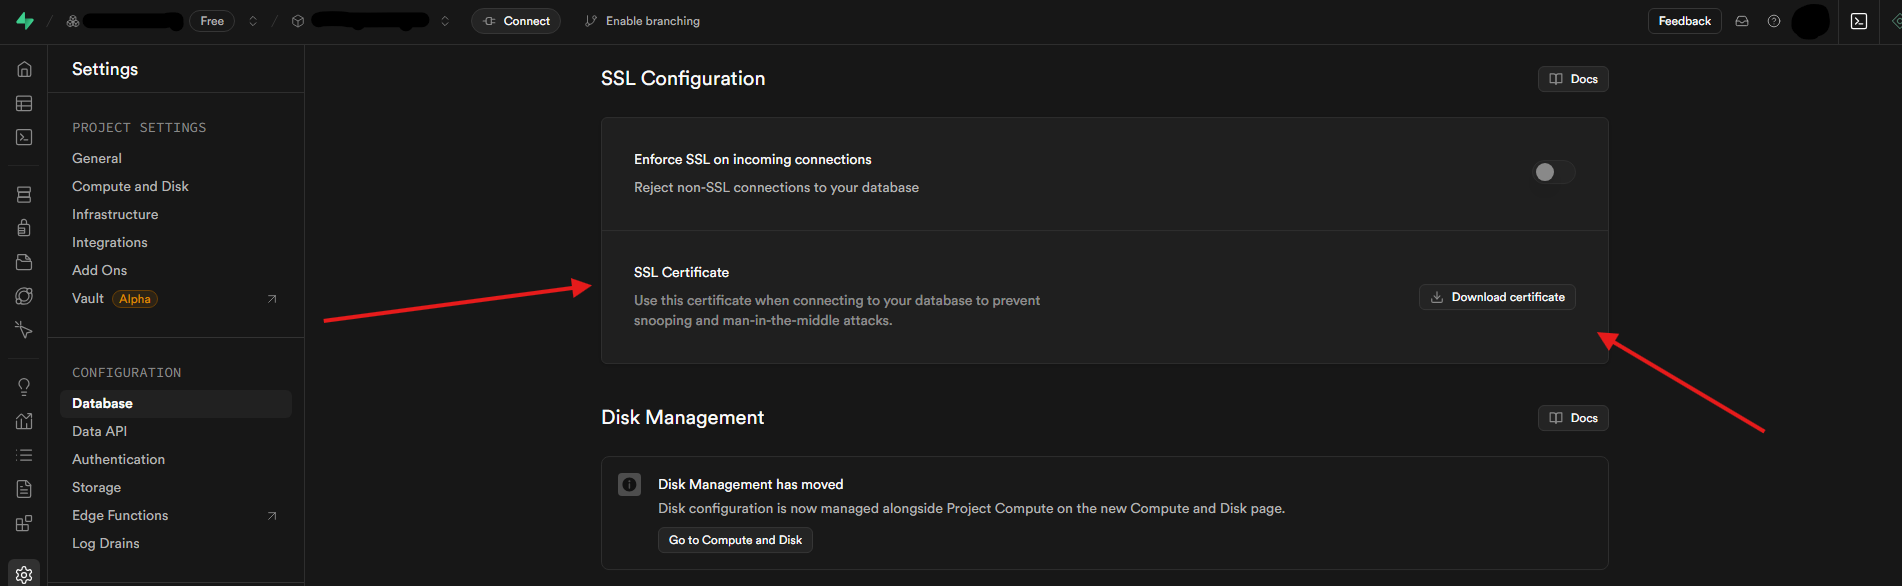 Free
Connect
Enable branching
Feedback
Settings
PROJECT SETTINGS
General
Compute and Disk
Infrastructure
Integrations
Add Ons
Vault Alpha
CONFIGURATION
Database
Data API
Authentication
Storage
Edge Functions
Log Drains
SSL Configuration
Docs
Enforce SSL on incoming connections
Reject non-SSL connections to your database
SSL Certificate
Use this certificate when connecting to your database to prevent
snooping and man-in-the-middle attacks.
Download certificate
Disk Management
Docs
Disk Management has moved
Disk configuration is now managed alongside Project Compute on the new Compute and Disk page.
Go to Compute and Disk